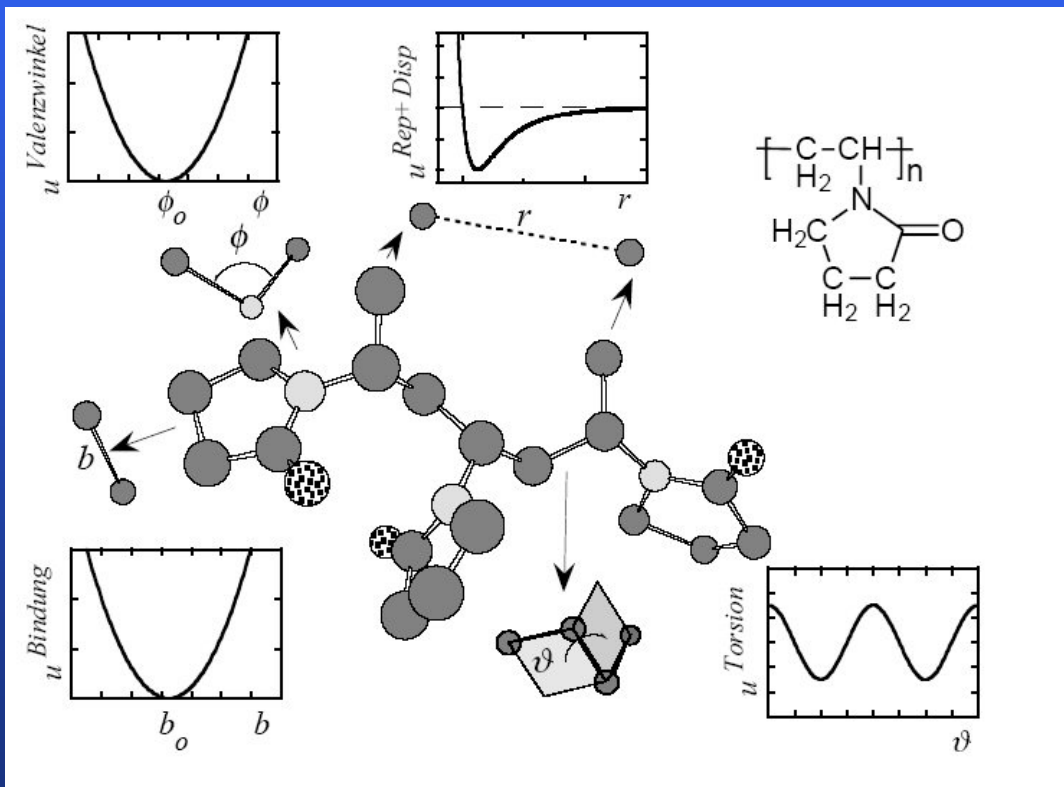 u Valenzwinkel
ϕo ϕ
u Rep+Disp
r
C–CH
H2
n
N
H2C
O
C C
H2 H2
ϕ
r
b
u Bindung
bo b
ϑ
u Torsion
ϑ